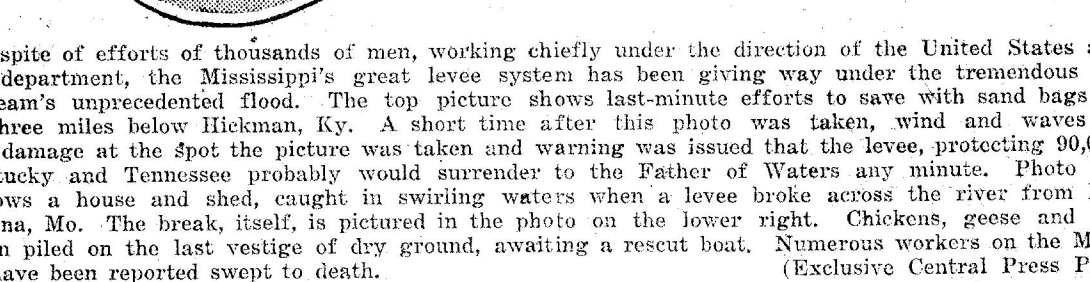 spite of efforts of thousands of men, working chiefly under the direction of the United States
department, the Mississippi's great levee system has been giving way under the tremendous
eam's unprecedented flood. The top picture shows last-minute efforts to save with sand bags
hree miles below Hickman, Ky. A short time after this photo was taken, wind and waves
damage at the spot the picture was taken and warning was issued that the levee, protecting 90,
tucky and Tennessee probably would surrender to the Father of Waters any minute. Photo
ows a house and shed, caught in swirling waters when a levee broke across the river from
na, Mo. The break, itself, is pictured in the photo on the lower right. Chickens, geese and
n piled on the last vestige of dry ground, awaiting a rescut boat. Numerous workers on the M
ave been reported swept to death.
(Exclusive Central Press P